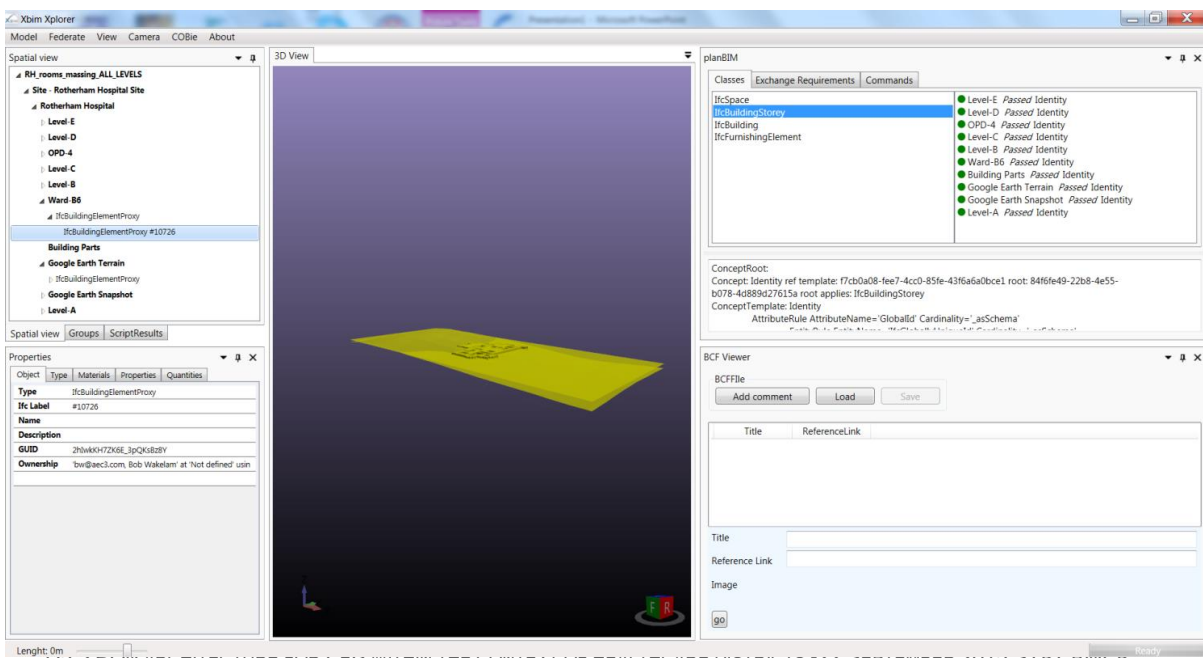 Xbim Xplorer
Presentation1 - Microsoft PowerPoint
Model Federate View Camera COBie About
Spatial view
RH_rooms_massing_ALL_LEVELS
Site - Rotherham Hospital Site
Rotherham Hospital
Level-E
Level-D
OPD-4
Level-C
Level-B
Ward-B6
IfcBuildingElementProxy
IfcBuildingElementProxy #10726
Building Parts
Google Earth Terrain
IfcBuildingElementProxy
Google Earth Snapshot
Level-A
Spatial view Groups ScriptResults
Properties
Object Type Materials Properties Quantities
Type IfcBuildingElementProxy
Ifc Label #10726
Name
Description
GUID 2hIwkKH7ZK6E_3pQKsBz8Y
Ownership 'bw@aec3.com, Bob Wakelam' at 'Not defined' usin
Lenght: 0m
3D View
F R
planBIM
Classes Exchange Requirements Commands
IfcSpace
IfcBuildingStorey
IfcBuilding
IfcFurnishingElement
Level-E Passed Identity
Level-D Passed Identity
OPD-4 Passed Identity
Level-C Passed Identity
Level-B Passed Identity
Ward-B6 Passed Identity
Building Parts Passed Identity
Google Earth Terrain Passed Identity
Google Earth Snapshot Passed Identity
Level-A Passed Identity
ConceptRoot:
Concept: Identity ref template: f7cb0a08-fee7-4cc0-85fe-43f6a6a0bce1 root: 84f6fe49-22b8-4e55-
b078-4d889d27615a root applies: IfcBuildingStorey
ConceptTemplate: Identity
AttributeRule AttributeName='GlobalId' Cardinality='_asSchema'
BCF Viewer
BCFFIle
Add comment Load Save
Title ReferenceLink
Title
Reference Link
Image
go
Ready